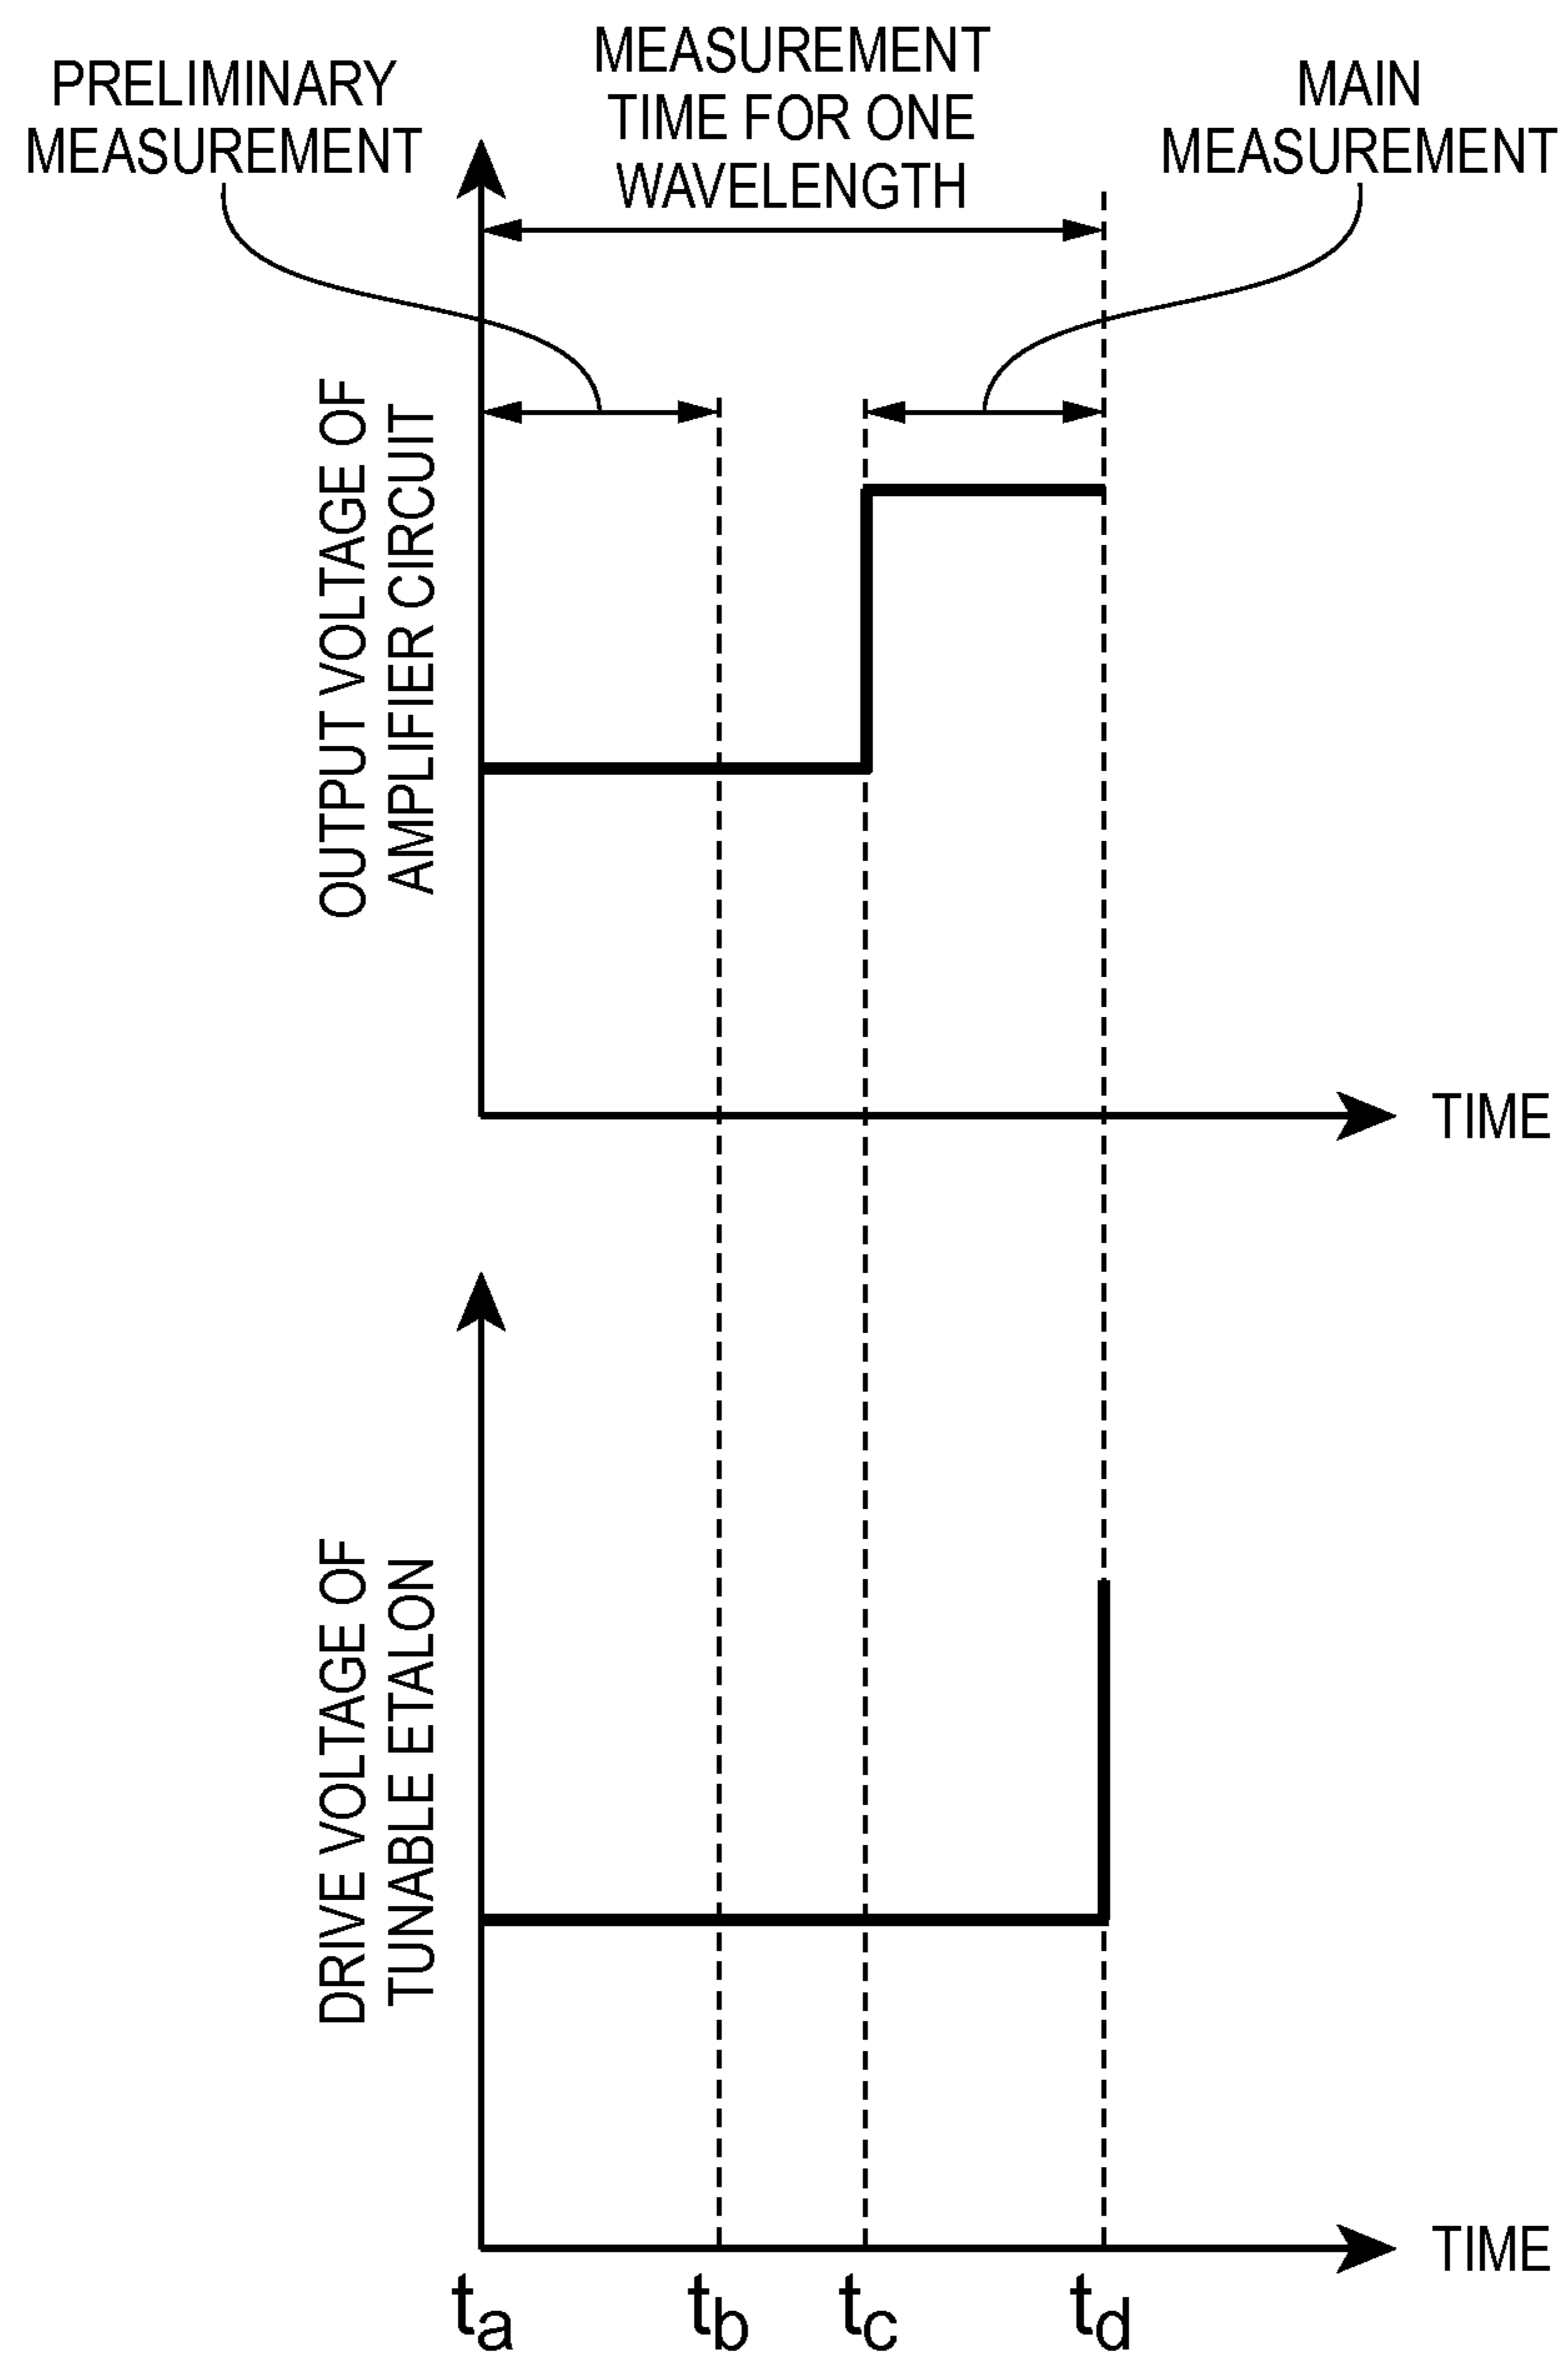 PRELIMINARY
MEASUREMENT
MEASUREMENT
TIME FOR ONE
WAVELENGTH
MAIN
MEASUREMENT
OUTPUT VOLTAGE OF
AMPLIFIER CIRCUIT
TIME
DRIVE VOLTAGE OF
TUNABLE ETALON
TIME
ta tb tc td